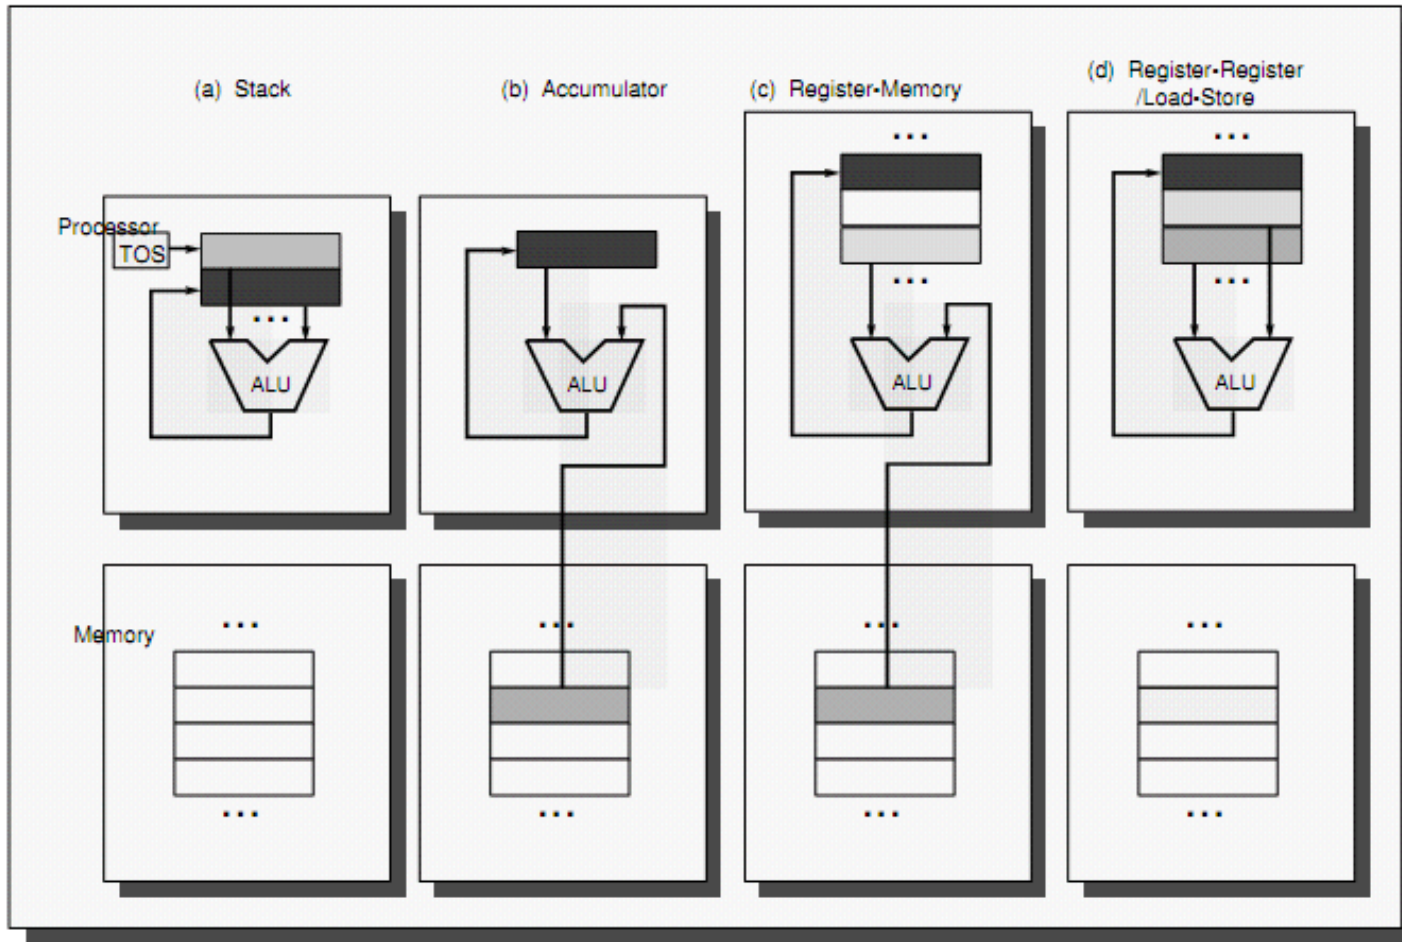 (a) Stack
(b) Accumulator
(c) Register-Memory
(d) Register-Register
/Load-Store
...
...
Processor
TOS
...
...
...
ALU
ALU
ALU
ALU
Memory
...
...
...
...
...
...
...
...